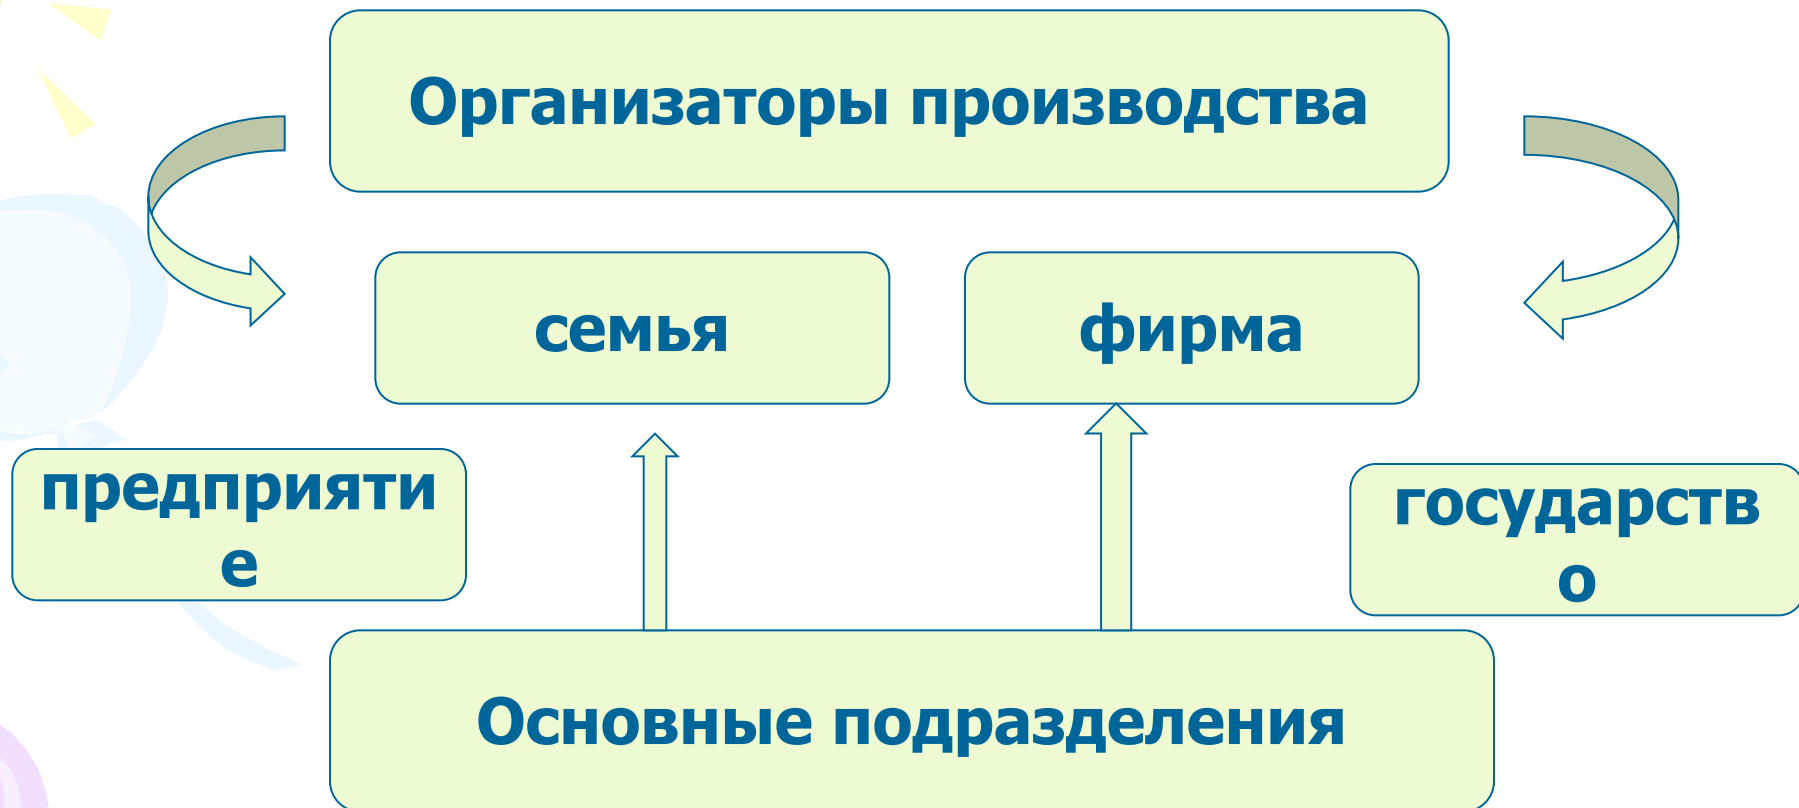 Организаторы производства
семья
фирма
предприяти
е
государств
о
Основные подразделения